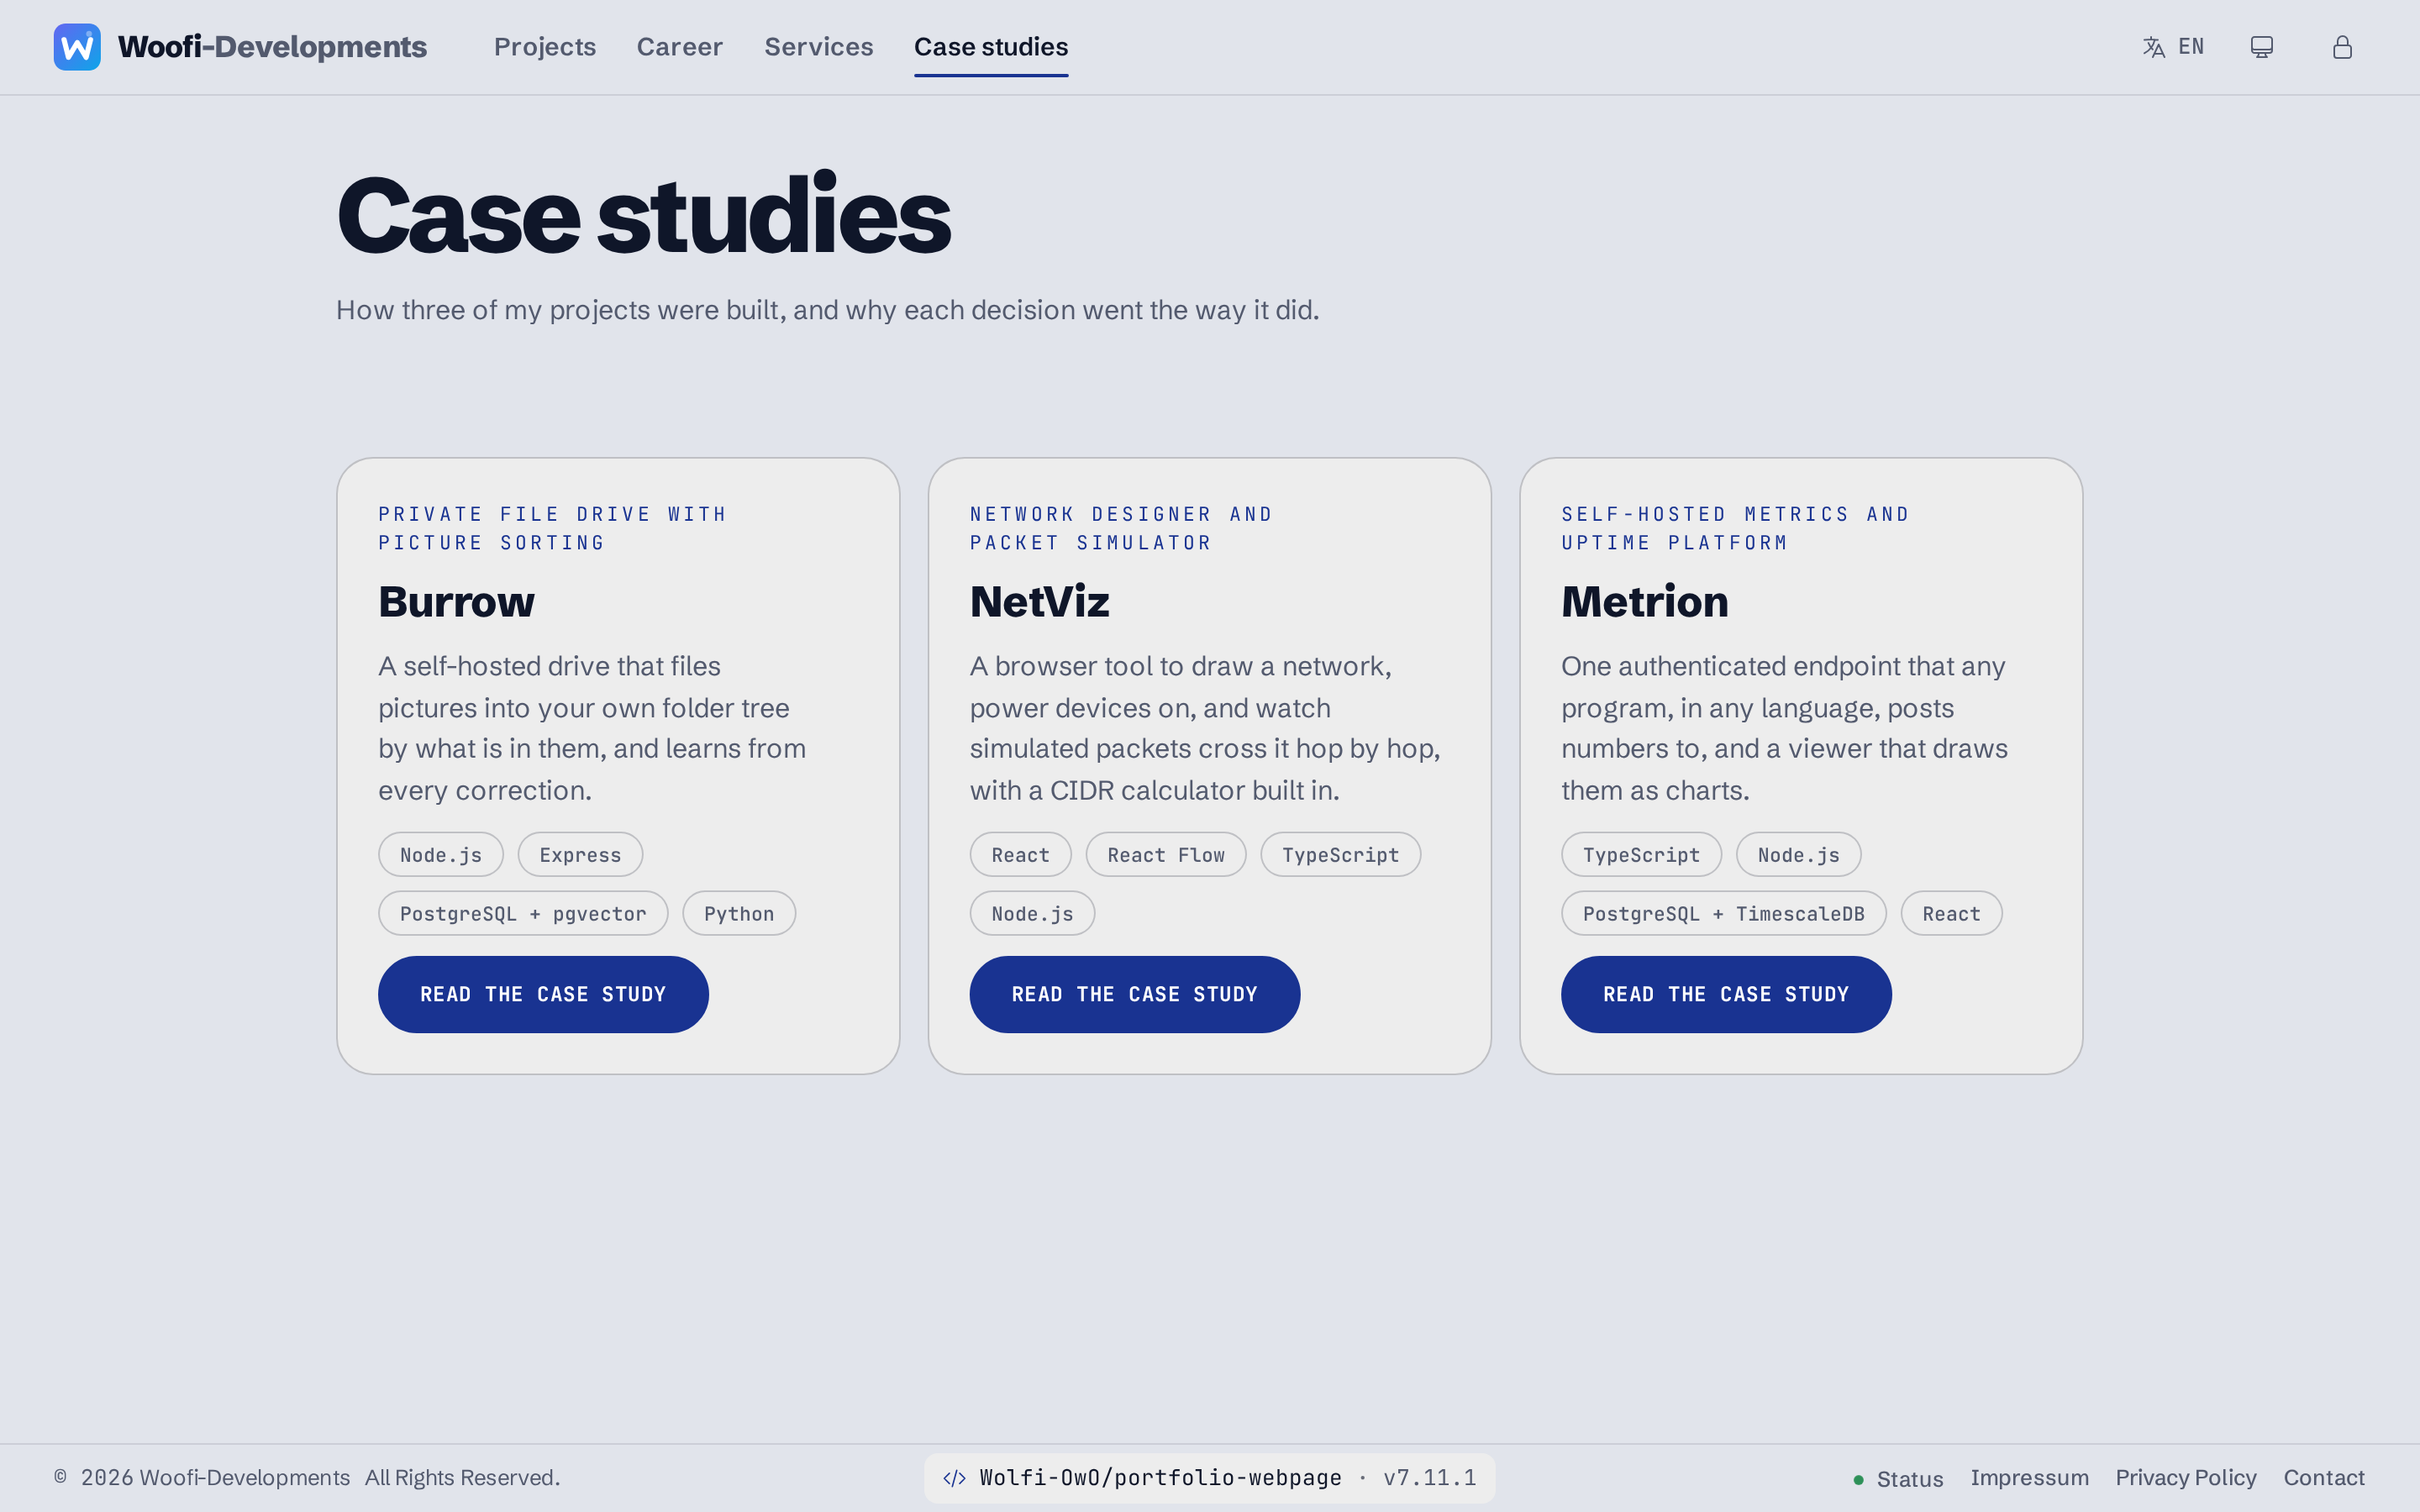 Woofi-Developments
Projects
Career
Services
Case studies
EN
Case studies
How three of my projects were built, and why each decision went the way it did.
PRIVATE FILE DRIVE WITH
PICTURE SORTING
Burrow
A self-hosted drive that files
pictures into your own folder tree
by what is in them, and learns from
every correction.
Node.js
Express
PostgreSQL + pgvector
Python
READ THE CASE STUDY
NETWORK DESIGNER AND
PACKET SIMULATOR
NetViz
A browser tool to draw a network,
power devices on, and watch
simulated packets cross it hop by hop,
with a CIDR calculator built in.
React
React Flow
TypeScript
Node.js
READ THE CASE STUDY
SELF-HOSTED METRICS AND
UPTIME PLATFORM
Metrion
One authenticated endpoint that any
program, in any language, posts
numbers to, and a viewer that draws
them as charts.
TypeScript
Node.js
PostgreSQL + TimescaleDB
React
READ THE CASE STUDY
© 2026 Woofi-Developments All Rights Reserved.
Wolfi-OwO/portfolio-webpage · v7.11.1
Status
Impressum
Privacy Policy
Contact